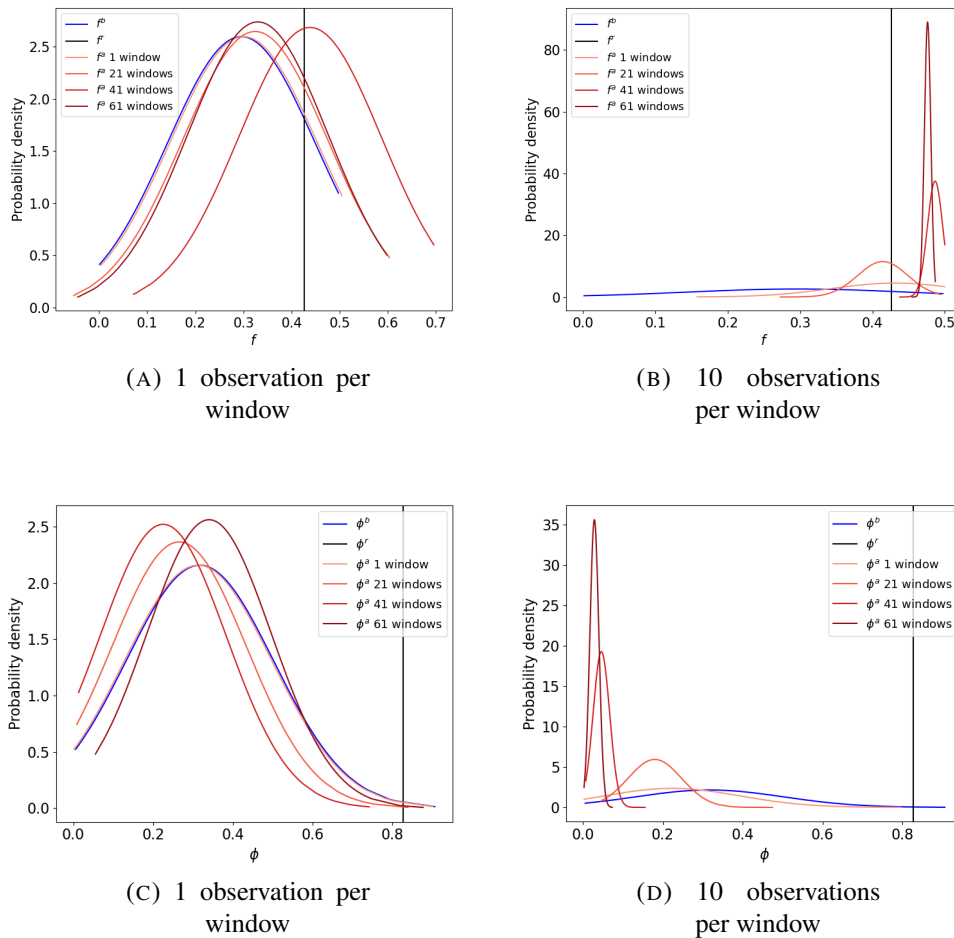 f^b
f^r
f^a 1 window
f^a 21 windows
f^a 41 windows
f^a 61 windows
Probability density
2.5
2.0
1.5
1.0
0.5
0.0
0.0 0.1 0.2 0.3 0.4 0.5 0.6 0.7
f
(A) 1 observation per
window
f^b
f^r
f^a 1 window
f^a 21 windows
f^a 41 windows
f^a 61 windows
Probability density
80
60
40
20
0
0.0 0.1 0.2 0.3 0.4 0.5
f
(B) 10 observations
per window
ϕ^b
ϕ^r
ϕ^a 1 window
ϕ^a 21 windows
ϕ^a 41 windows
ϕ^a 61 windows
Probability density
2.5
2.0
1.5
1.0
0.5
0.0
0.0 0.2 0.4 0.6 0.8
ϕ
(C) 1 observation per
window
ϕ^b
ϕ^r
ϕ^a 1 window
ϕ^a 21 windows
ϕ^a 41 windows
ϕ^a 61 windows
Probability density
35
30
25
20
15
10
5
0
0.0 0.2 0.4 0.6 0.8
ϕ
(D) 10 observations
per window